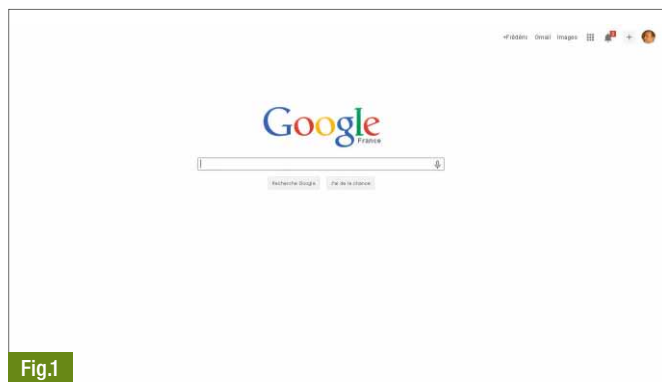 +Frédéric Gmail Images
Google
France
Recherche Google J'ai de la chance
Fig.1